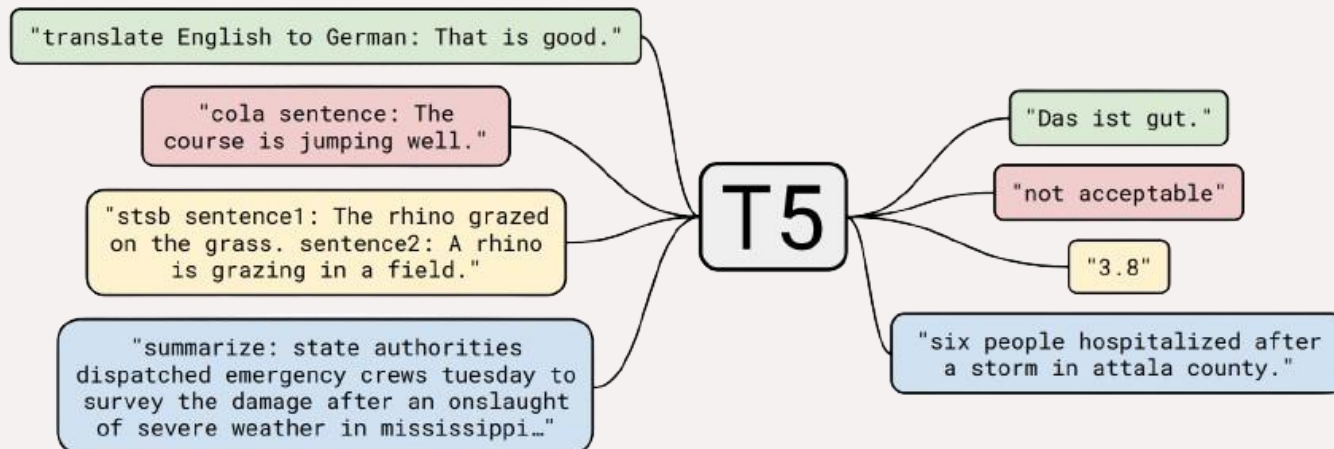 "translate English to German: That is good."
"cola sentence: The
course is jumping well."
"stsb sentence1: The rhino grazed
on the grass. sentence2: A rhino
is grazing in a field."
"summarize: state authorities
dispatched emergency crews tuesday to
survey the damage after an onslaught
of severe weather in mississippi…"
T5
"Das ist gut."
"not acceptable"
"3.8"
"six people hospitalized after
a storm in attala county."